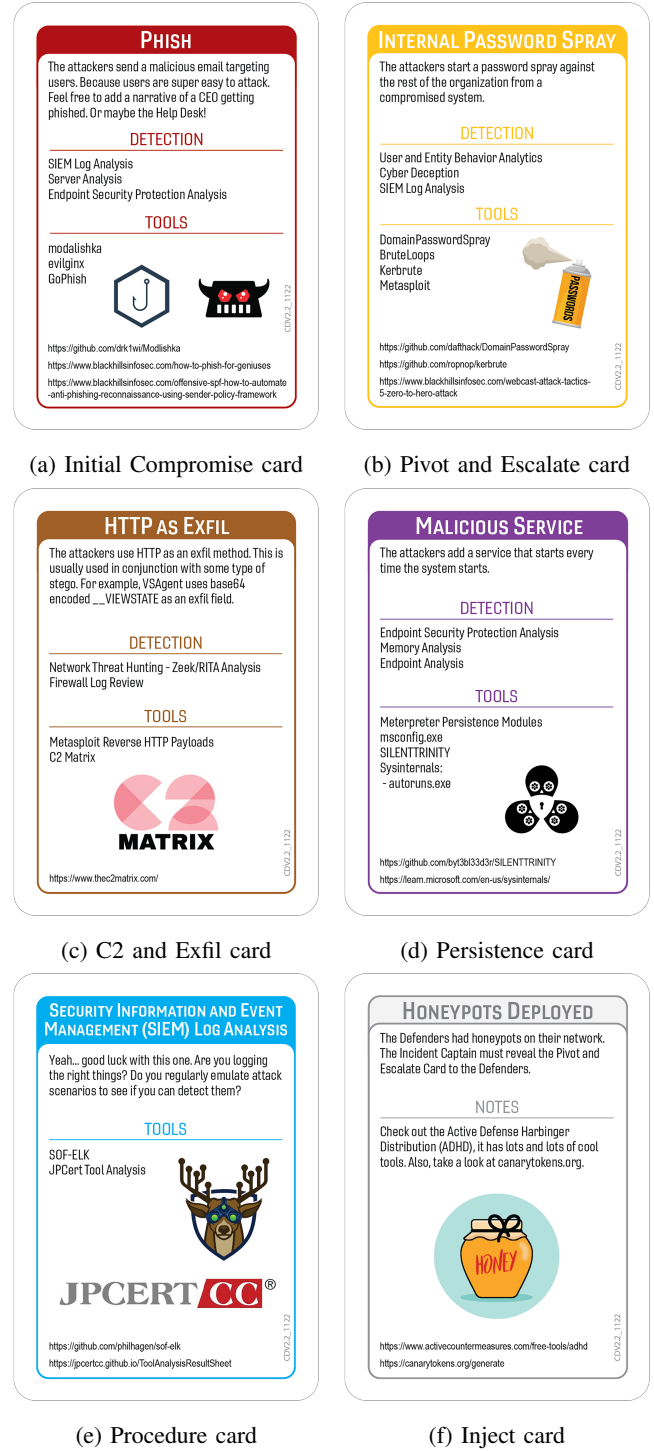 PHISH
The attackers send a malicious email targeting
users. Because users are super easy to attack.
Feel free to add a narrative of a CEO getting
phished. Or maybe the Help Desk!
DETECTION
SIEM Log Analysis
Server Analysis
Endpoint Security Protection Analysis
TOOLS
modalishka
evilginx
GoPhish
CDV2.2_1122
https://github.com/drk1wi/Modlishka
https://www.blackhillsinfosec.com/how-to-phish-for-geniuses
https://www.blackhillsinfosec.com/offensive-spf-how-to-automate
-anti-phishing-reconnaissance-using-sender-policy-framework
(a) Initial Compromise card
INTERNAL PASSWORD SPRAY
The attackers start a password spray against
the rest of the organization from a
compromised system.
DETECTION
User and Entity Behavior Analytics
Cyber Deception
SIEM Log Analysis
TOOLS
DomainPasswordSpray
BruteLoops
Kerbrute
Metasploit
PASSWORDS
https://github.com/dafthack/DomainPasswordSpray
https://github.com/ropnop/kerbrute
https://www.blackhillsinfosec.com/webcast-attack-tactics-
5-zero-to-hero-attack
CDV2.2_1122
(b) Pivot and Escalate card
HTTP AS EXFIL
The attackers use HTTP as an exfil method. This is
usually used in conjunction with some type of
stego. For example, VSAgent uses base64
encoded __VIEWSTATE as an exfil field.
DETECTION
Network Threat Hunting - Zeek/RITA Analysis
Firewall Log Review
TOOLS
Metasploit Reverse HTTP Payloads
C2 Matrix
C2
MATRIX
https://www.thec2matrix.com/
CDV2.2_1122
(c) C2 and Exfil card
MALICIOUS SERVICE
The attackers add a service that starts every
time the system starts.
DETECTION
Endpoint Security Protection Analysis
Memory Analysis
Endpoint Analysis
TOOLS
Meterpreter Persistence Modules
msconfig.exe
SILENTTRINITY
Sysinternals:
- autoruns.exe
https://github.com/byt3bl33d3r/SILENTTRINITY
https://learn.microsoft.com/en-us/sysinternals/
CDV2.2_1122
(d) Persistence card
SECURITY INFORMATION AND EVENT
MANAGEMENT (SIEM) LOG ANALYSIS
Yeah... good luck with this one. Are you logging
the right things? Do you regularly emulate attack
scenarios to see if you can detect them?
TOOLS
SOF-ELK
JPCert Tool Analysis
JPCERT CC®
https://github.com/philhagen/sof-elk
https://jpcertcc.github.io/ToolAnalysisResultSheet
CDV2.2_1122
(e) Procedure card
HONEYPOTS DEPLOYED
The Defenders had honeypots on their network.
The Incident Captain must reveal the Pivot and
Escalate Card to the Defenders.
NOTES
Check out the Active Defense Harbinger
Distribution (ADHD), it has lots and lots of cool
tools. Also, take a look at canarytokens.org.
HONEY
https://www.activecountermeasures.com/free-tools/adhd
https://canarytokens.org/generate
CDV2.2_1122
(f) Inject card